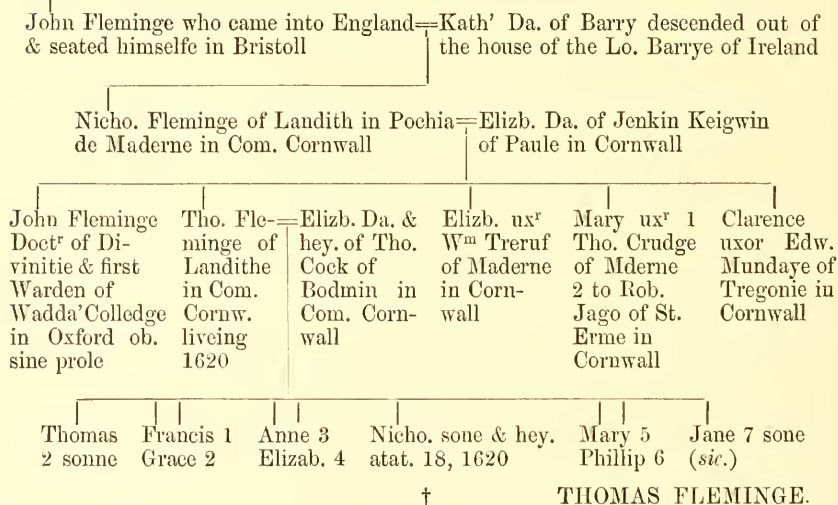 John Fleminge who came into England=Kath' Da. of Barry descended out of
& seated himselfe in Bristoll the house of the Lo. Barrye of Ireland
Nicho. Fleminge of Landith in Pochia=Elizb. Da. of Jenkin Keigwin
de Maderne in Com. Cornwall of Paule in Cornwall
John Fleminge
Doctr of Di-
vinitie & first
Warden of
Wadda' Colledge
in Oxford ob.
sine prole
Tho. Fle-=
minge of
Landithe
in Com.
Cornw.
liveing
1620
Elizb. Da. &
hey. of Tho.
Cock of
Bodmin in
Com. Corn-
wall
Elizb. uxr
Wm Treruf
of Maderne
in Corn-
wall
Mary uxr 1
Tho. Crudge
of Mderne
2 to Rob.
Jago of St.
Erme in
Cornwall
Clarence
uxor Edw.
Mundaye of
Tregonie in
Cornwall
Thomas
2 sonne
Francis 1
Grace 2
Anne 3
Elizab. 4
Nicho. sone & hey.
atat. 18, 1620
Mary 5
Phillip 6
Jane 7 sone
(sic.)
† THOMAS FLEMINGE.